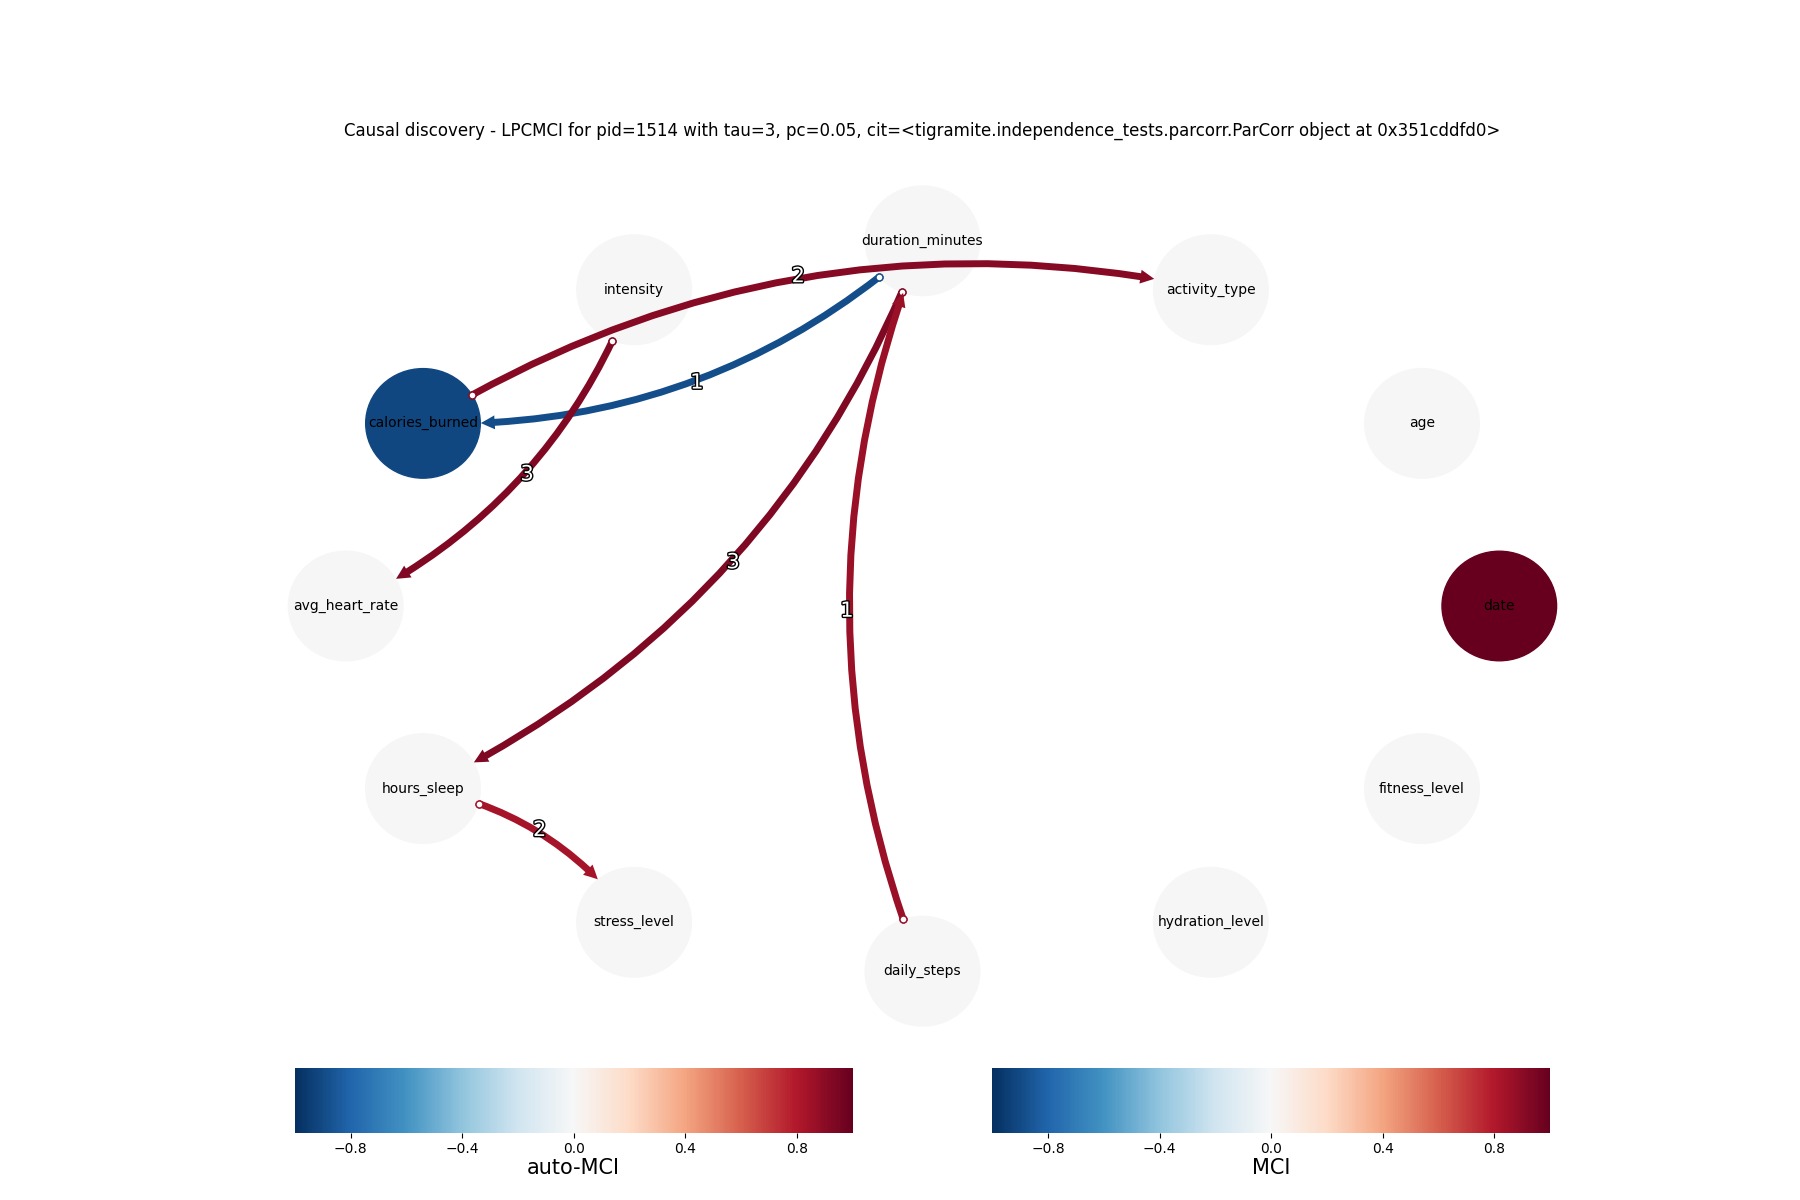 Causal discovery - LPCMCI for pid=1514 with tau=3, pc=0.05, cit=<tigramite.independence_tests.parcorr.ParCorr object at 0x351cddfd0>
duration_minutes
intensity
activity_type
2
1
calories_burned
age
3
3
avg_heart_rate
1
date
hours_sleep
fitness_level
2
stress_level
hydration_level
daily_steps
−0.8 −0.4 0.0 0.4 0.8
auto-MCI
−0.8 −0.4 0.0 0.4 0.8
MCI